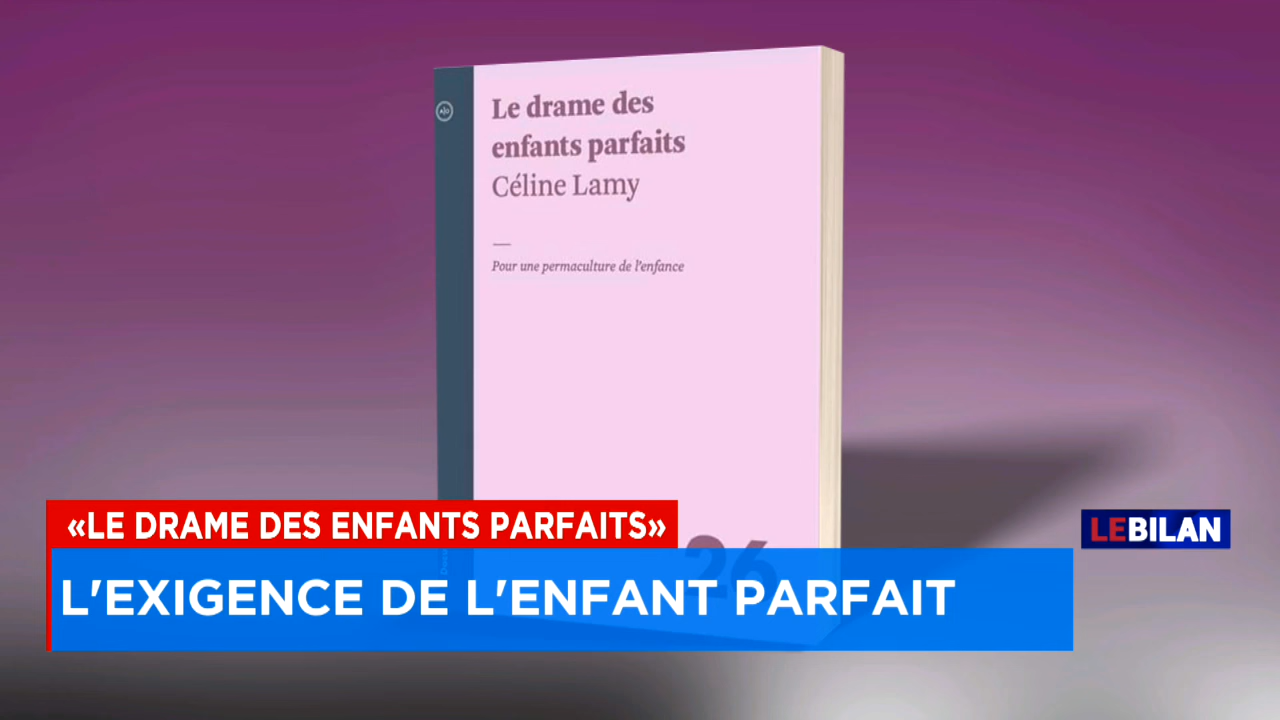 Le drame des
enfants parfaits
Céline Lamy
Pour une permaculture de l'enfance
26
«LE DRAME DES ENFANTS PARFAITS»
L'EXIGENCE DE L'ENFANT PARFAIT
LEBILAN